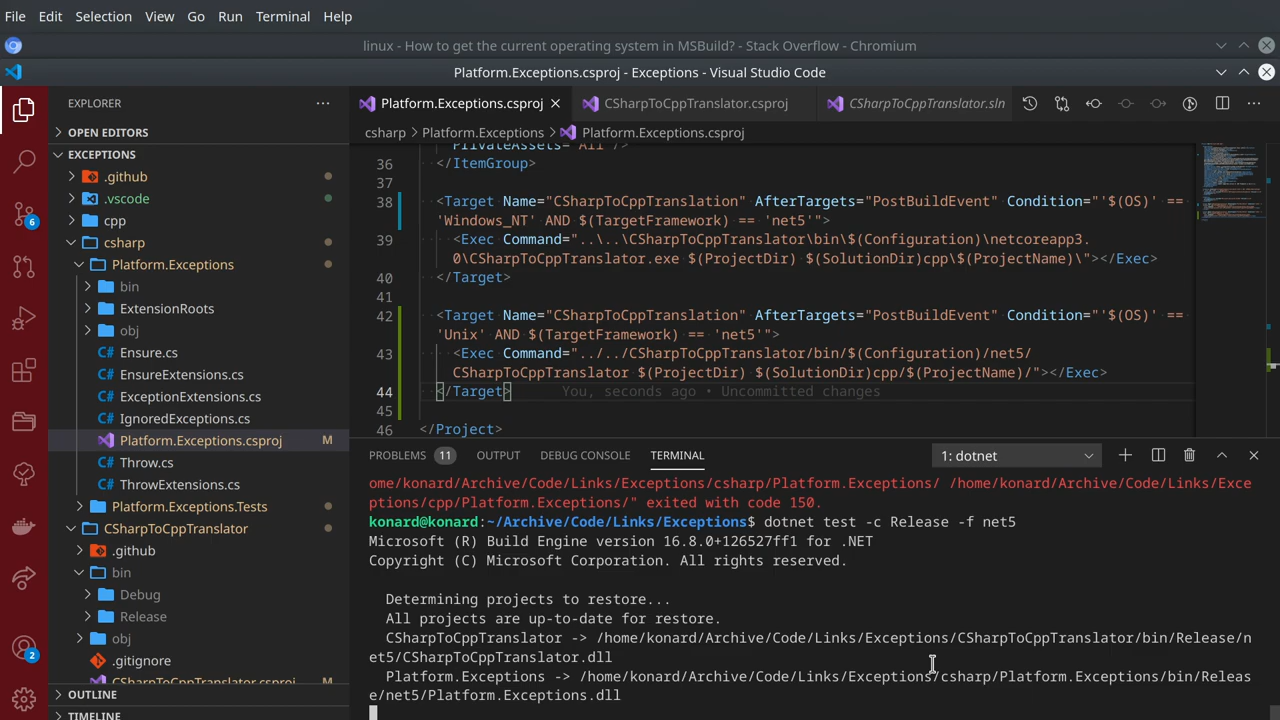 File Edit Selection View Go Run Terminal Help
linux - How to get the current operating system in MSBuild? - Stack Overflow - Chromium
Platform.Exceptions.csproj - Exceptions - Visual Studio Code
EXPLORER
Platform.Exceptions.csproj
CSharpToCppTranslator.csproj
CSharpToCppTranslator.sln
csharp > Platform.Exceptions > Platform.Exceptions.csproj
OPEN EDITORS
EXCEPTIONS
.github
.vscode
cpp
csharp
Platform.Exceptions
bin
ExtensionRoots
obj
Ensure.cs
EnsureExtensions.cs
ExceptionExtensions.cs
IgnoredExceptions.cs
Platform.Exceptions.csproj M
Throw.cs
ThrowExtensions.cs
Platform.Exceptions.Tests
CSharpToCppTranslator
.github
bin
Debug
Release
obj
.gitignore
CSharpToCppTranslator.csproj
OUTLINE
TIMELINE
6
2
PrivateAssets="All" />
36 </ItemGroup>
37
38 <Target Name="CSharpToCppTranslation" AfterTargets="PostBuildEvent" Condition="'$(OS)' ==
'Windows_NT' AND $(TargetFramework) == 'net5'">
39 <Exec Command="..\..\CSharpToCppTranslator\bin\$(Configuration)\netcoreapp3.
0\CSharpToCppTranslator.exe $(ProjectDir) $(SolutionDir)cpp\$(ProjectName)\"></Exec>
40 </Target>
41
42 <Target Name="CSharpToCppTranslation" AfterTargets="PostBuildEvent" Condition="'$(OS)' ==
'Unix' AND $(TargetFramework) == 'net5'">
43 <Exec Command="../../CSharpToCppTranslator/bin/$(Configuration)/net5/
CSharpToCppTranslator $(ProjectDir) $(SolutionDir)cpp/$(ProjectName)/"></Exec>
44 </Target> You, seconds ago • Uncommitted changes
45
46 </Project>
PROBLEMS 11 OUTPUT DEBUG CONSOLE TERMINAL 1: dotnet
ome/konard/Archive/Code/Links/Exceptions/csharp/Platform.Exceptions/ /home/konard/Archive/Code/Links/Exce
ptions/cpp/Platform.Exceptions/" exited with code 150.
konard@konard:~/Archive/Code/Links/Exceptions$ dotnet test -c Release -f net5
Microsoft (R) Build Engine version 16.8.0+126527ff1 for .NET
Copyright (C) Microsoft Corporation. All rights reserved.
Determining projects to restore...
All projects are up-to-date for restore.
CSharpToCppTranslator -> /home/konard/Archive/Code/Links/Exceptions/CSharpToCppTranslator/bin/Release/n
et5/CSharpToCppTranslator.dll
Platform.Exceptions -> /home/konard/Archive/Code/Links/Exceptions/csharp/Platform.Exceptions/bin/Releas
e/net5/Platform.Exceptions.dll